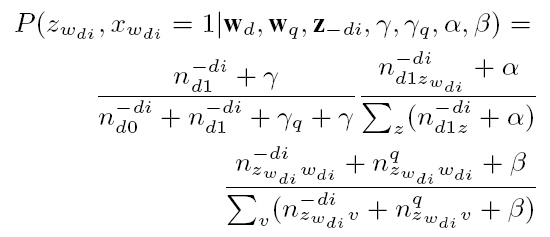 P(z_{w_{di}}, x_{w_{di}} = 1|\mathbf{w}_d, \mathbf{w}_q, \mathbf{z}_{-di}, \gamma, \gamma_q, \alpha, \beta) =
\frac{n_{d1}^{-di} + \gamma}{n_{d0}^{-di} + n_{d1}^{-di} + \gamma_q + \gamma} \frac{n_{d1z_{w_{di}}}^{-di} + \alpha}{\sum_z (n_{d1z}^{-di} + \alpha)}
\frac{n_{z_{w_{di}} w_{di}}^{-di} + n_{z_{w_{di}} w_{di}}^{q} + \beta}{\sum_v (n_{z_{w_{di}} v}^{-di} + n_{z_{w_{di}} v}^{q} + \beta)}